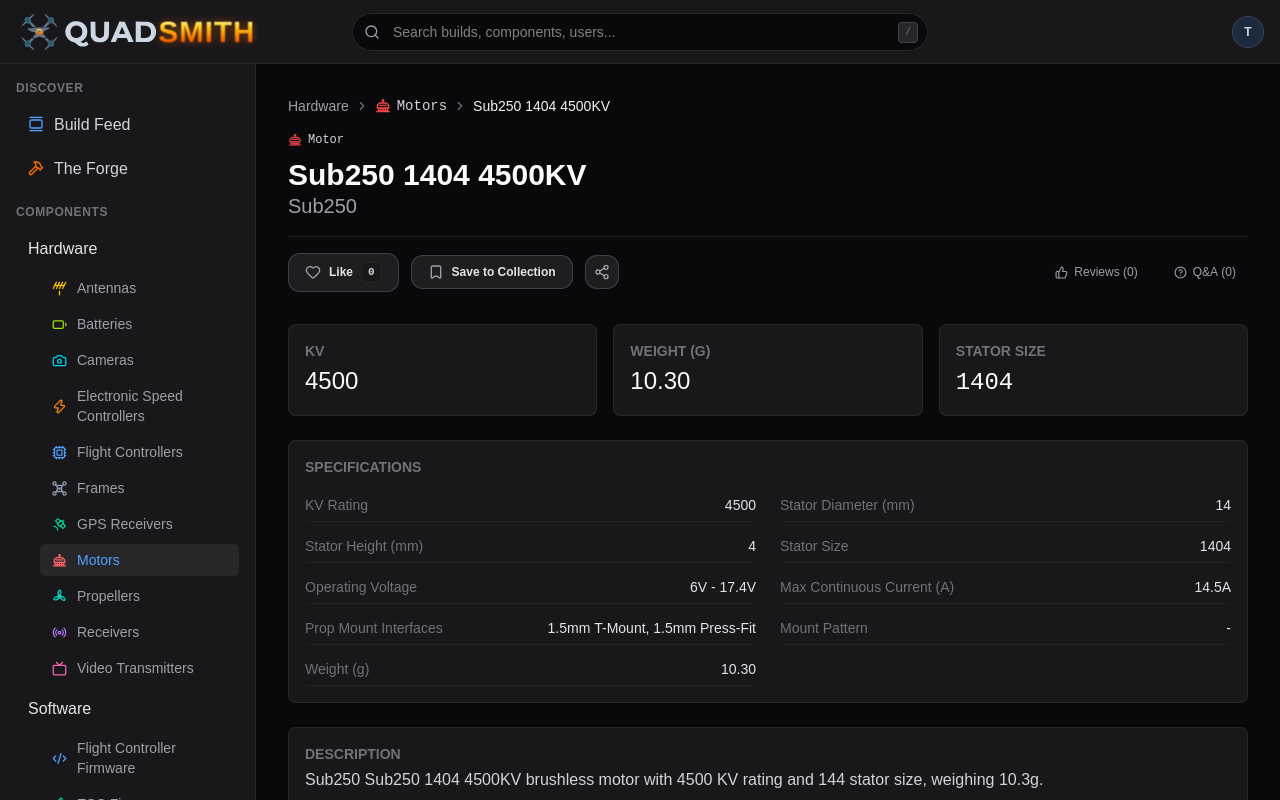 QUADSMITH
Search builds, components, users...
/
T
DISCOVER
Build Feed
The Forge
COMPONENTS
Hardware
Antennas
Batteries
Cameras
Electronic Speed
Controllers
Flight Controllers
Frames
GPS Receivers
Motors
Propellers
Receivers
Video Transmitters
Software
Flight Controller
Firmware
Hardware
Motors
Sub250 1404 4500KV
Motor
Sub250 1404 4500KV
Sub250
Like 0
Save to Collection
Reviews (0)
Q&A (0)
KV
4500
WEIGHT (G)
10.30
STATOR SIZE
1404
SPECIFICATIONS
KV Rating 4500
Stator Diameter (mm) 14
Stator Height (mm) 4
Stator Size 1404
Operating Voltage 6V - 17.4V
Max Continuous Current (A) 14.5A
Prop Mount Interfaces 1.5mm T-Mount, 1.5mm Press-Fit
Mount Pattern -
Weight (g) 10.30
DESCRIPTION
Sub250 Sub250 1404 4500KV brushless motor with 4500 KV rating and 144 stator size, weighing 10.3g.